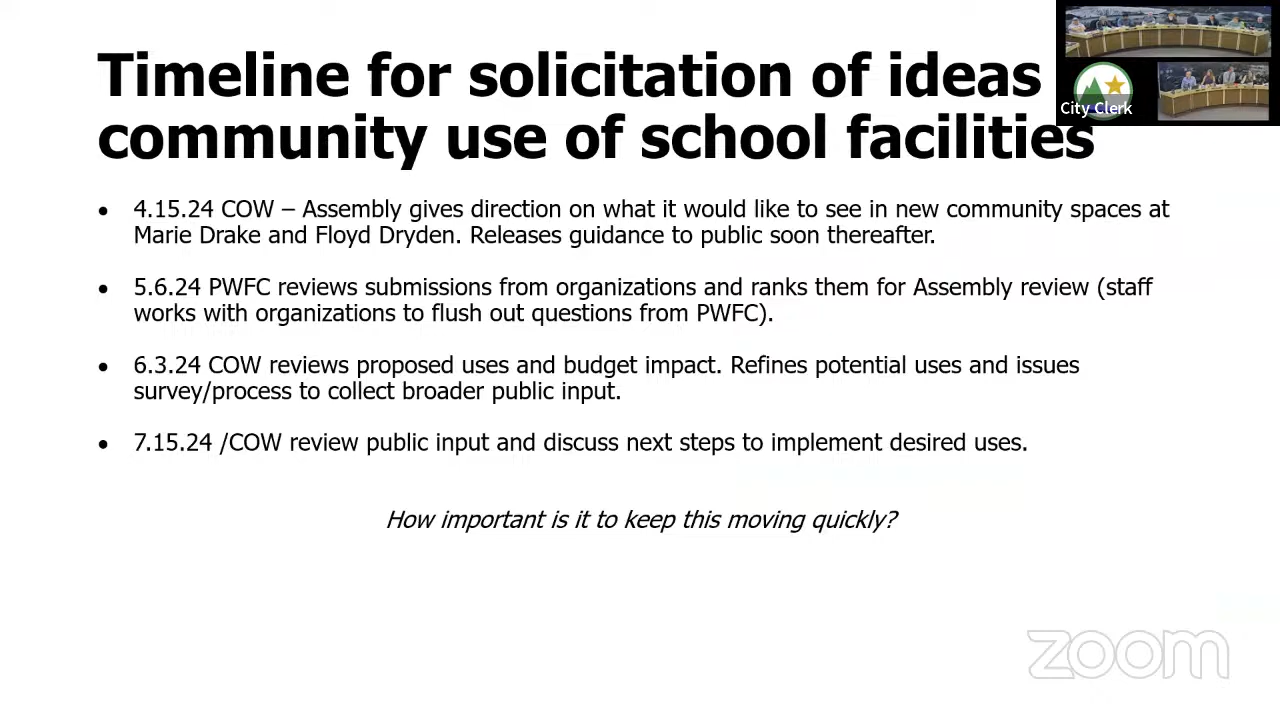 Timeline for solicitation of ideas
community use of school facilities
City Clerk
• 4.15.24 COW – Assembly gives direction on what it would like to see in new community spaces at
Marie Drake and Floyd Dryden. Releases guidance to public soon thereafter.
• 5.6.24 PWFC reviews submissions from organizations and ranks them for Assembly review (staff
works with organizations to flush out questions from PWFC).
• 6.3.24 COW reviews proposed uses and budget impact. Refines potential uses and issues
survey/process to collect broader public input.
• 7.15.24 /COW review public input and discuss next steps to implement desired uses.
How important is it to keep this moving quickly?
zoom